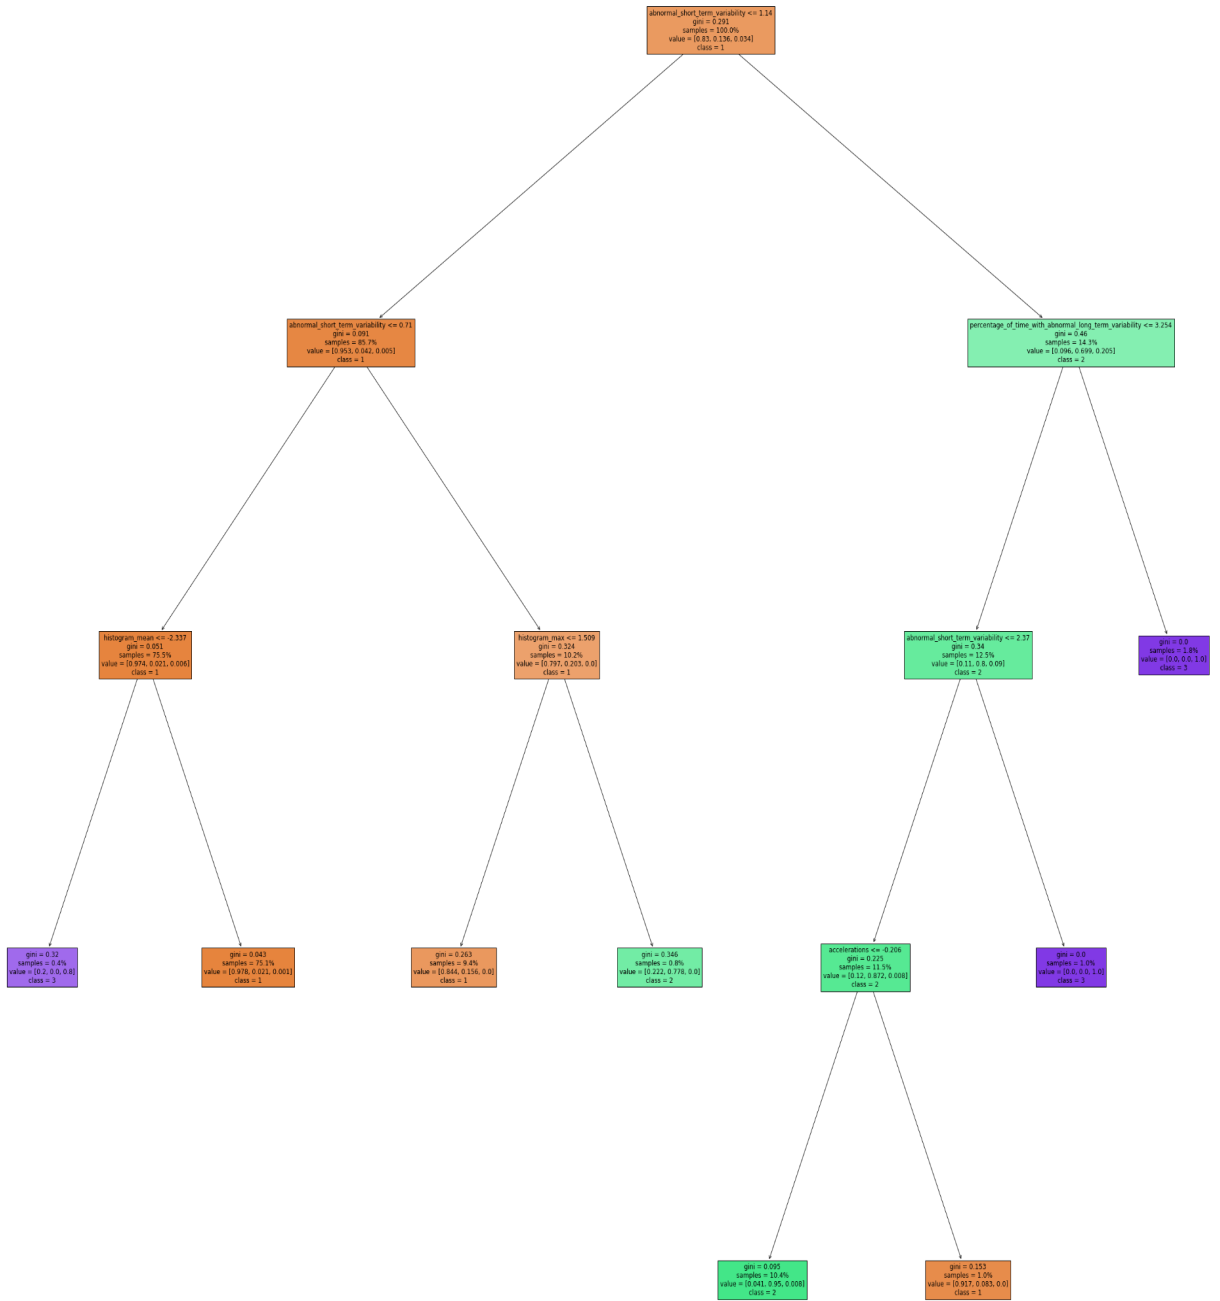 abnormal_short_term_variability <= 1.14
gini = 0.291
samples = 100.0%
value = [0.83, 0.136, 0.034]
class = 1
abnormal_short_term_variability <= 0.71
gini = 0.091
samples = 85.7%
value = [0.953, 0.042, 0.005]
class = 1
percentage_of_time_with_abnormal_long_term_variability <= 3.254
gini = 0.46
samples = 14.3%
value = [0.096, 0.699, 0.205]
class = 2
histogram_mean <= -2.337
gini = 0.051
samples = 75.5%
value = [0.974, 0.021, 0.006]
class = 1
histogram_max <= 1.509
gini = 0.324
samples = 10.2%
value = [0.797, 0.203, 0.0]
class = 1
abnormal_short_term_variability <= 2.37
gini = 0.34
samples = 12.5%
value = [0.11, 0.8, 0.09]
class = 2
gini = 0.0
samples = 1.8%
value = [0.0, 0.0, 1.0]
class = 3
gini = 0.32
samples = 0.4%
value = [0.2, 0.0, 0.8]
class = 3
gini = 0.043
samples = 75.1%
value = [0.978, 0.021, 0.001]
class = 1
gini = 0.263
samples = 9.4%
value = [0.844, 0.156, 0.0]
class = 1
gini = 0.346
samples = 0.8%
value = [0.222, 0.778, 0.0]
class = 2
accelerations <= -0.206
gini = 0.225
samples = 11.5%
value = [0.12, 0.872, 0.008]
class = 2
gini = 0.0
samples = 1.0%
value = [0.0, 0.0, 1.0]
class = 3
gini = 0.095
samples = 10.4%
value = [0.041, 0.95, 0.008]
class = 2
gini = 0.153
samples = 1.0%
value = [0.917, 0.083, 0.0]
class = 1